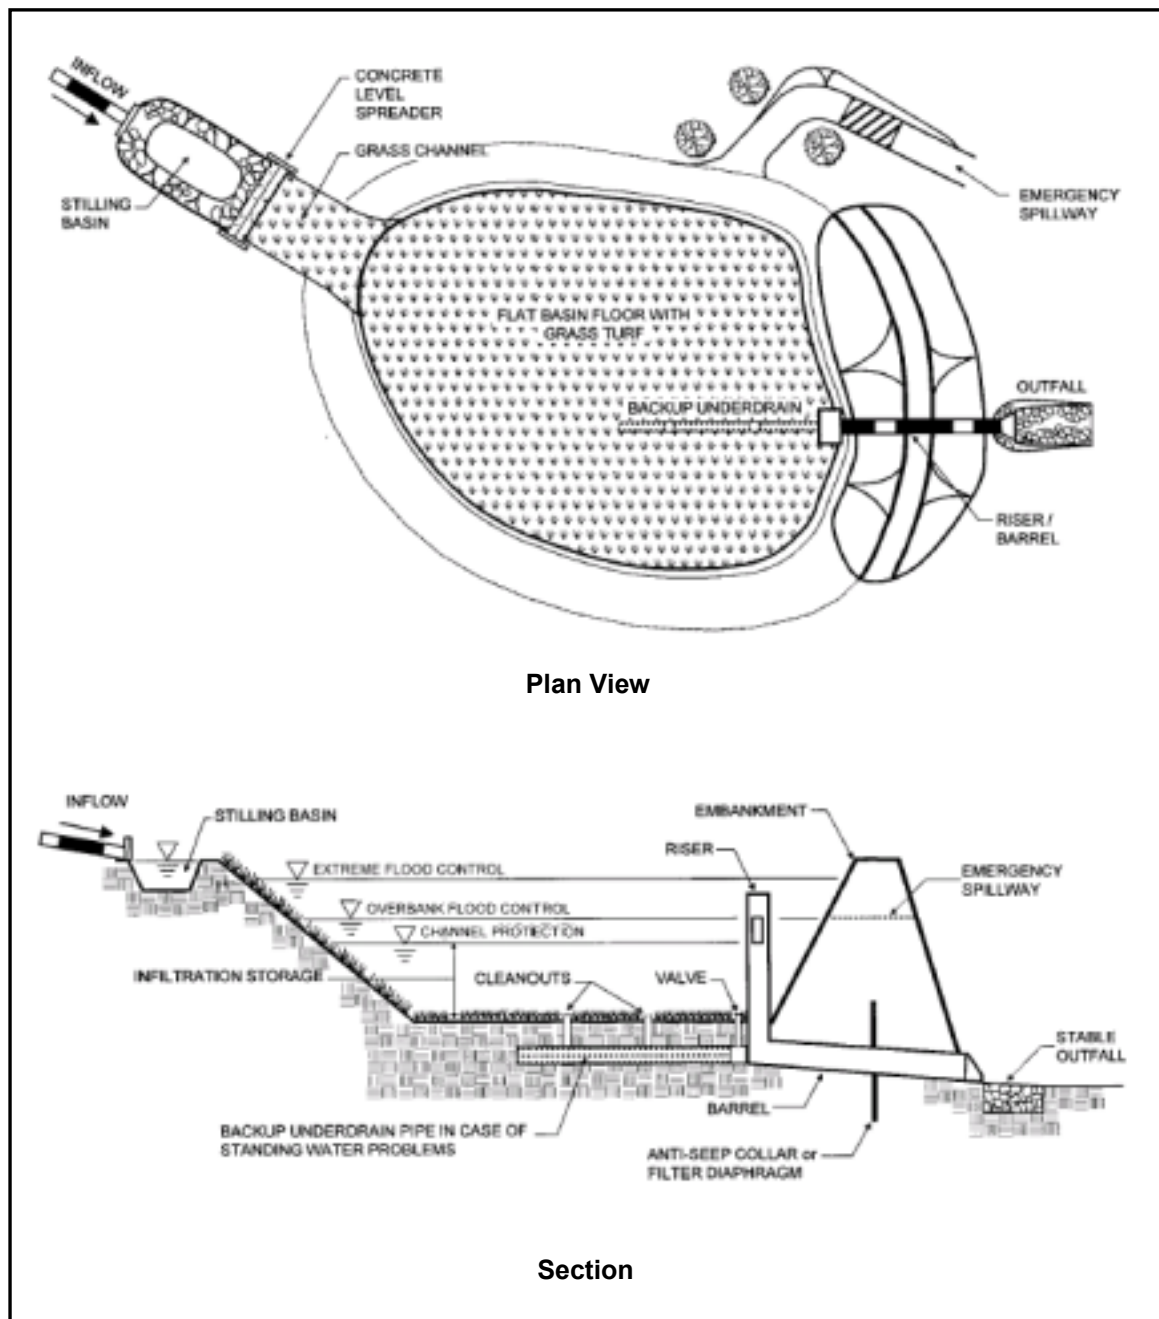 INFLOW
CONCRETE
LEVEL
SPREADER
GRASS CHANNEL
STILLING
BASIN
EMERGENCY
SPILLWAY
FLAT BASIN FLOOR WITH
GRASS TURF
BACKUP UNDERDRAIN
OUTFALL
RISER /
BARREL
Plan View
INFLOW
STILLING BASIN
EMBANKMENT
RISER
EXTREME FLOOD CONTROL
EMERGENCY
SPILLWAY
OVERBANK FLOOD CONTROL
CHANNEL PROTECTION
INFILTRATION STORAGE
CLEANOUTS
VALVE
STABLE
OUTFALL
BARREL
BACKUP UNDERDRAIN PIPE IN CASE OF
STANDING WATER PROBLEMS
ANTI-SEEP COLLAR or
FILTER DIAPHRAGM
Section